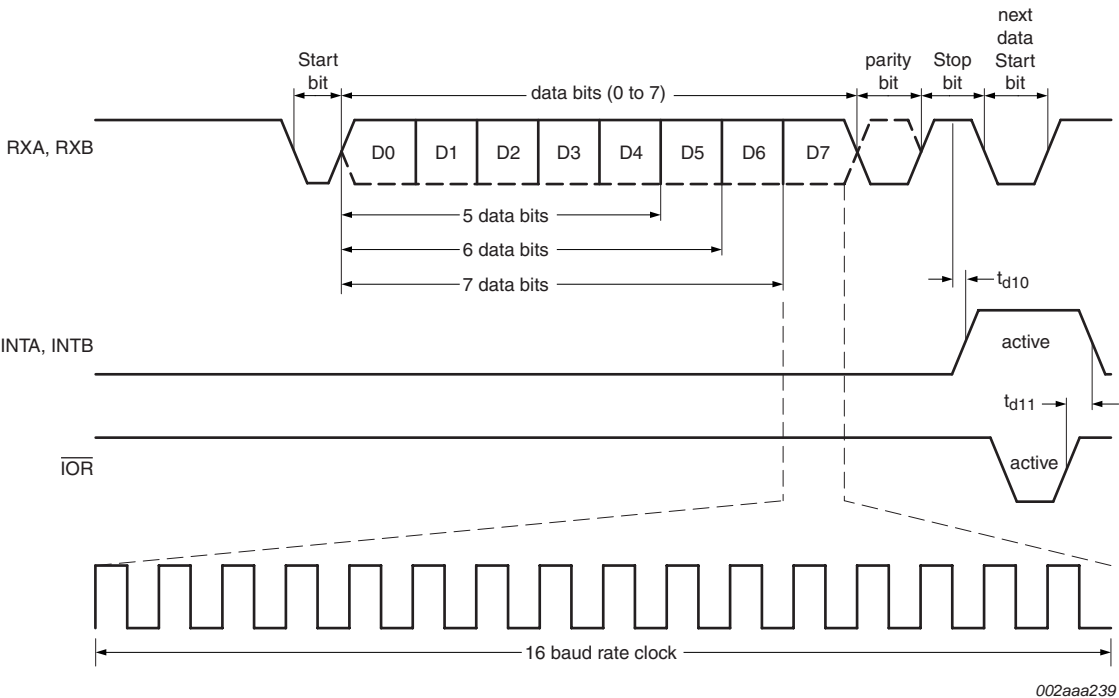 next
data
Start
bit
Start
bit
parity
bit
Stop
bit
data bits (0 to 7)
RXA, RXB
D0 D1 D2 D3 D4 D5 D6 D7
5 data bits
6 data bits
7 data bits
td10
INTA, INTB
active
td11
IOR
active
16 baud rate clock
002aaa239